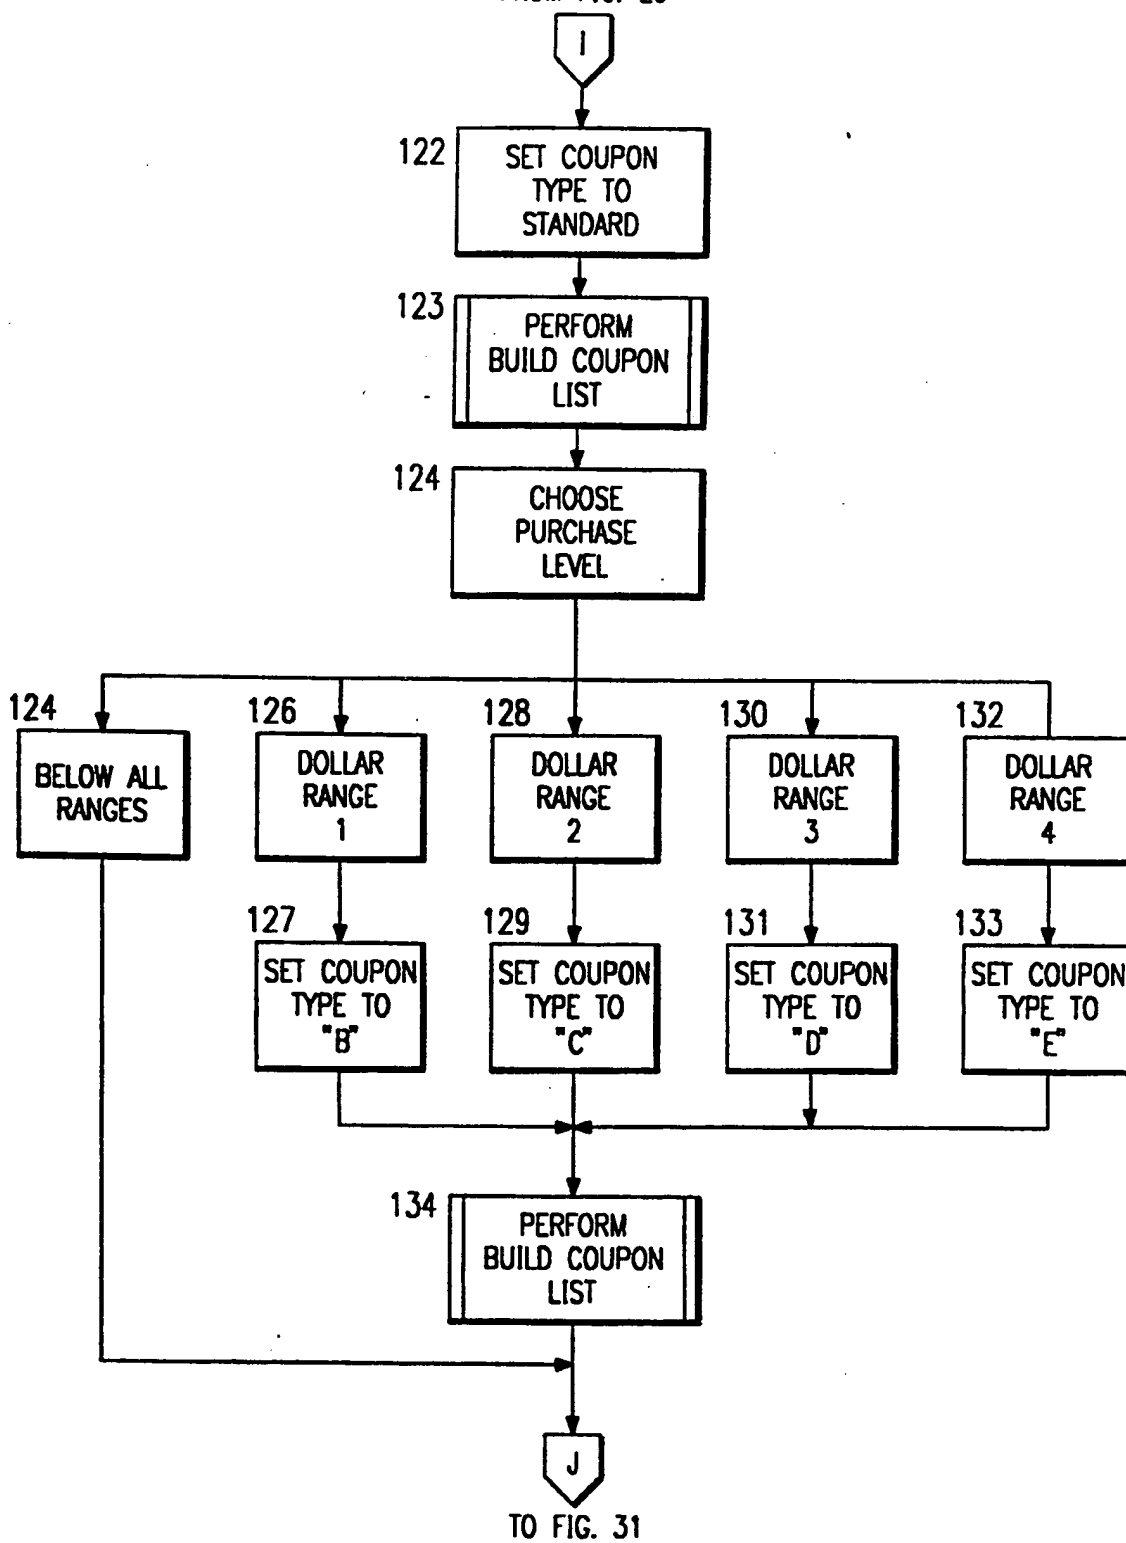 I
122
SET COUPON
TYPE TO
STANDARD
123
PERFORM
BUILD COUPON
LIST
124
CHOOSE
PURCHASE
LEVEL
124
BELOW ALL
RANGES
126
DOLLAR
RANGE
1
128
DOLLAR
RANGE
2
130
DOLLAR
RANGE
3
132
DOLLAR
RANGE
4
127
SET COUPON
TYPE TO
"B"
129
SET COUPON
TYPE TO
"C"
131
SET COUPON
TYPE TO
"D"
133
SET COUPON
TYPE TO
"E"
134
PERFORM
BUILD COUPON
LIST
J
TO FIG. 31